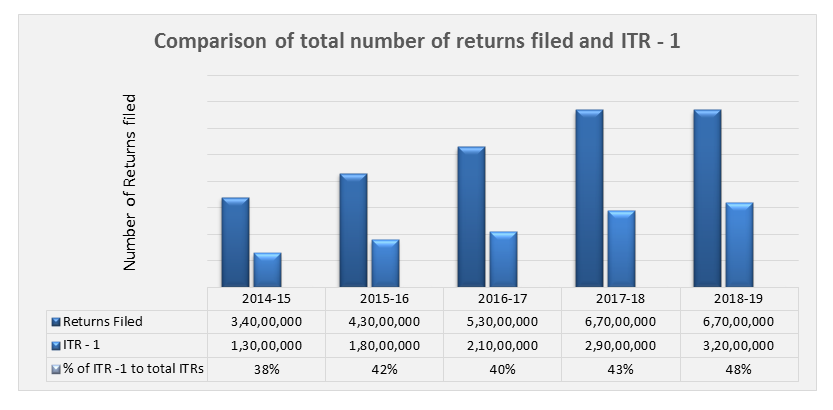 Comparison of total number of returns filed and ITR - 1
Number of Returns filed
2014-15 2015-16 2016-17 2017-18 2018-19
Returns Filed 3,40,00,000 4,30,00,000 5,30,00,000 6,70,00,000 6,70,00,000
ITR - 1 1,30,00,000 1,80,00,000 2,10,00,000 2,90,00,000 3,20,00,000
% of ITR -1 to total ITRs 38% 42% 40% 43% 48%